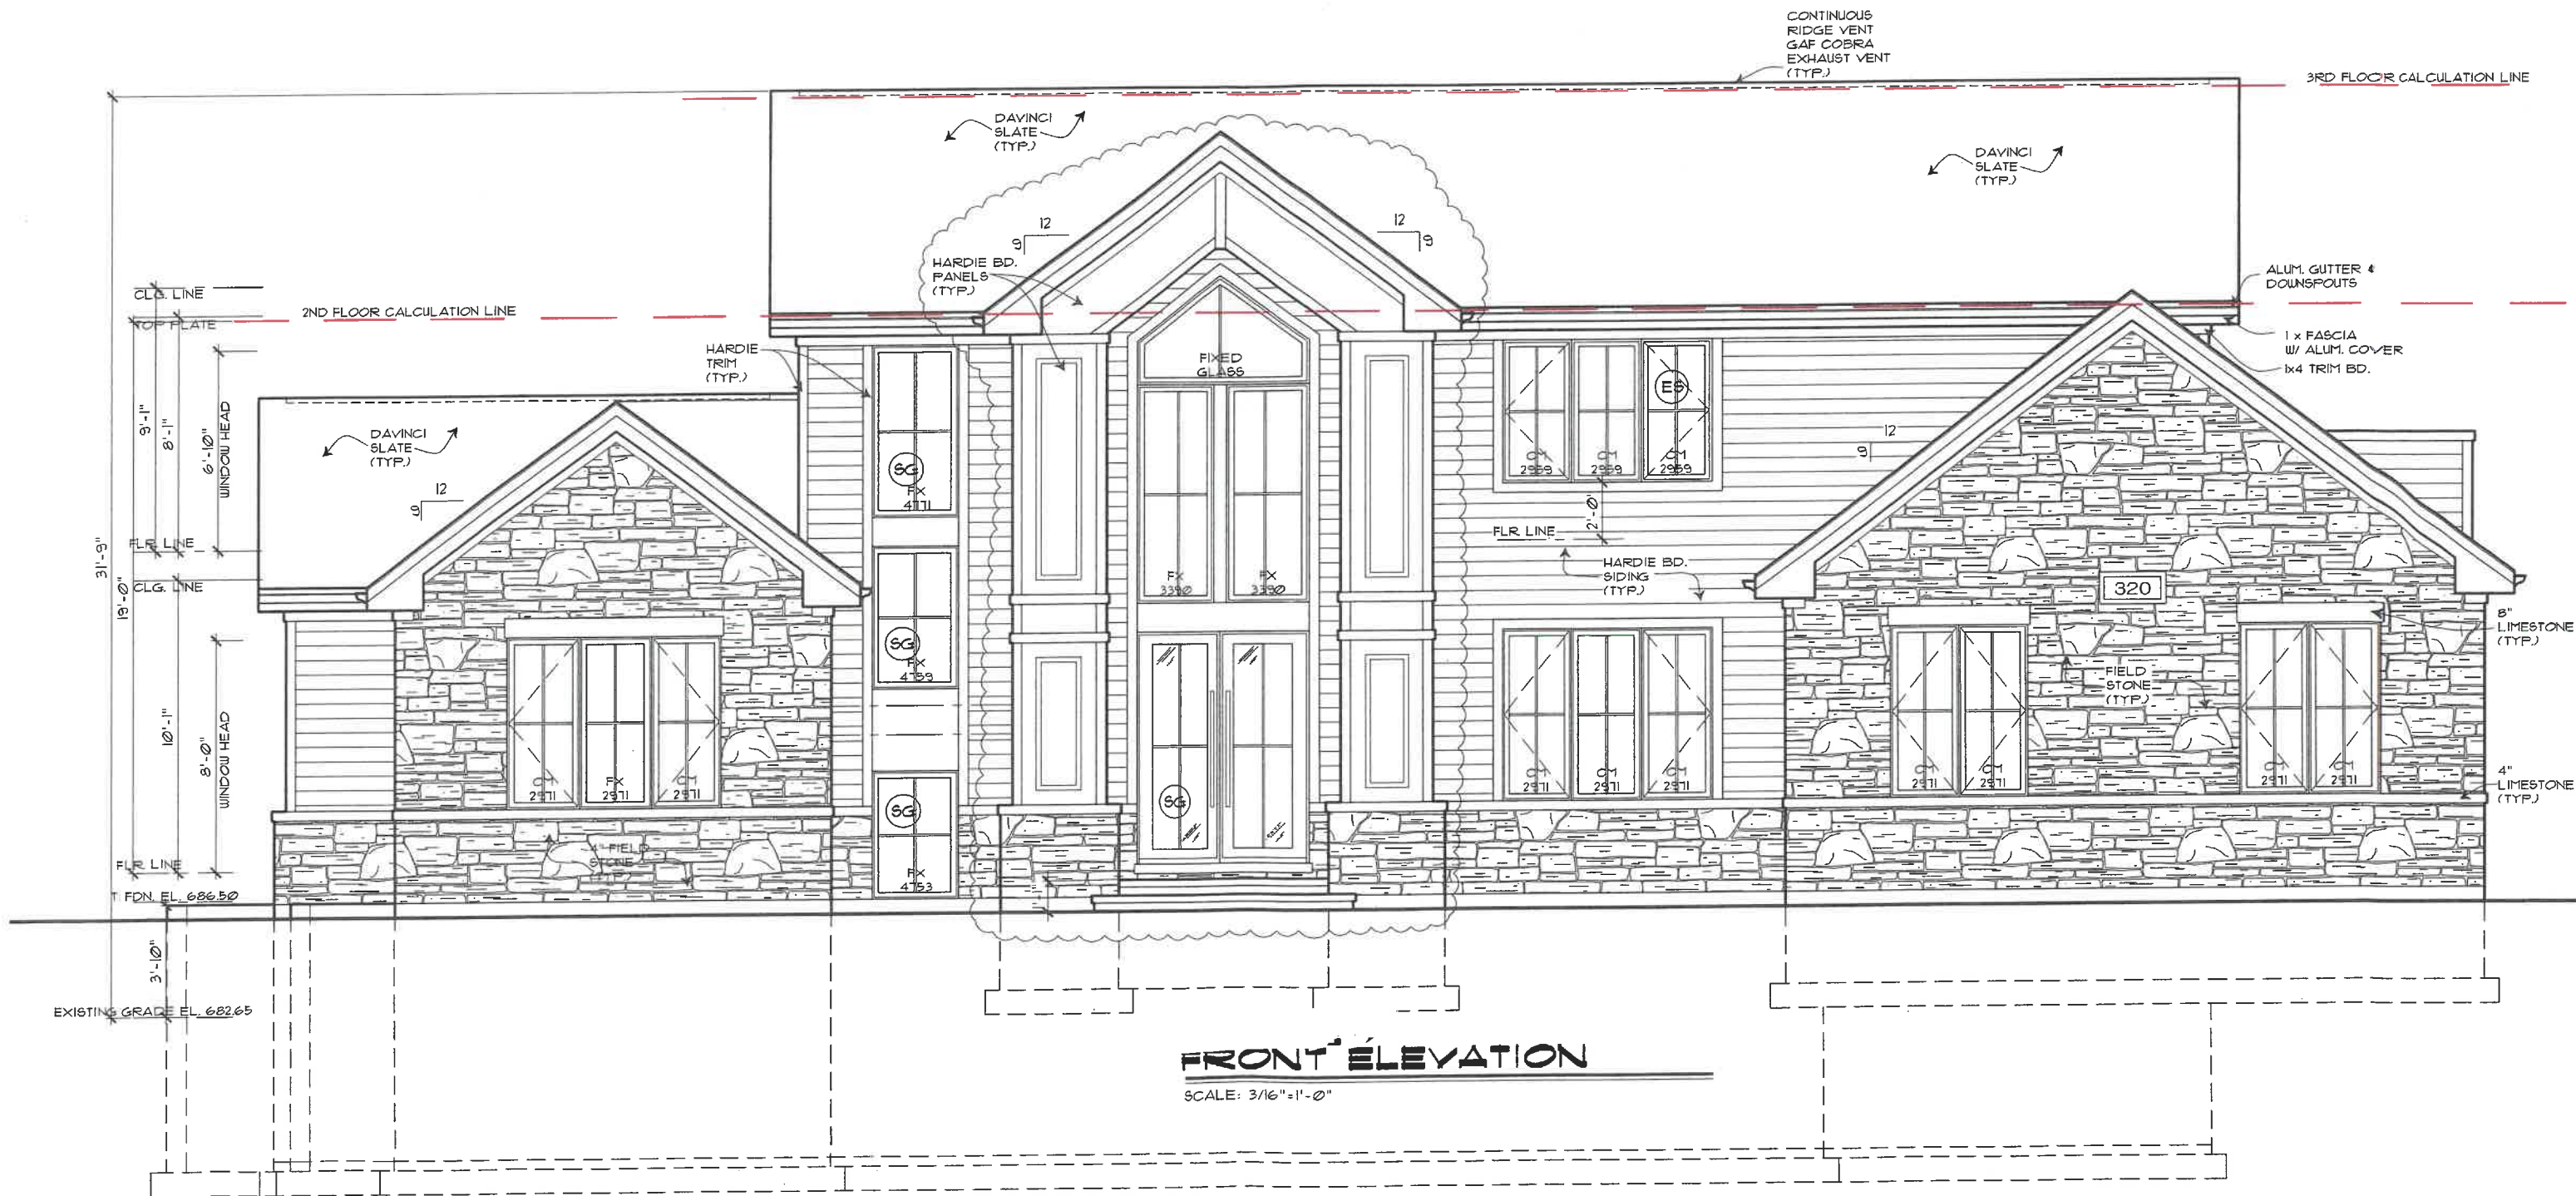 CONTINUOUS
RIDGE VENT
GAF COBRA
EXHAUST VENT
(TYP.)
3RD FLOOR CALCULATION LINE
DAVINCI
SLATE
(TYP.)
DAVINCI
SLATE
(TYP.)
12
9
12
9
HARDIE BD.
PANELS
(TYP.)
ALUM. GUTTER &
DOWNSPOUTS
CLG. LINE
2ND FLOOR CALCULATION LINE
TOP PLATE
1 x FASCIA
W/ ALUM. COVER
1x4 TRIM BD.
HARDIE
TRIM
(TYP.)
FIXED
GLASS
ES
9'-1"
8'-1"
6'-10"
WINDOW HEAD
DAVINCI
SLATE
(TYP.)
12
9
12
9
SG
FX
4771
CM
2959
CM
2959
CM
2959
2'-0"
FLR. LINE
FLR. LINE
31'-9"
19'-0"
CLG. LINE
HARDIE BD.
SIDING
(TYP.)
FX
3390
FX
3390
320
8"
LIMESTONE
(TYP.)
SG
FX
4759
FIELD
STONE
(TYP.)
10'-1"
8'-0"
WINDOW HEAD
CM
2971
FX
2971
CM
2971
SG
SG
CM
2971
CM
2971
CM
2971
CM
2971
CM
2971
CM
2971
CM
2971
4"
LIMESTONE
(TYP.)
4" FIELD
STONE
FX
4753
FLR. LINE
T FDN. EL. 686.50
3'-10"
EXISTING GRADE EL. 682.65
FRONT ELEVATION
SCALE: 3/16"=1'-0"